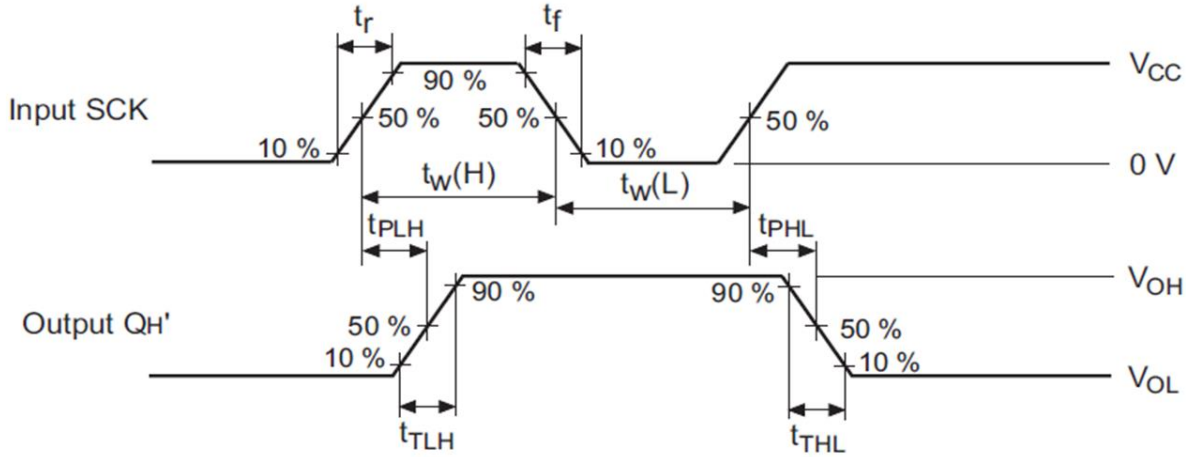 tr
tf
VCC
90 %
Input SCK
50 %
50 %
50 %
10 %
10 %
0 V
tw(H)
tw(L)
tPLH
tPHL
90 %
90 %
VOH
Output QH'
50 %
50 %
10 %
10 %
VOL
tTLH
tTHL